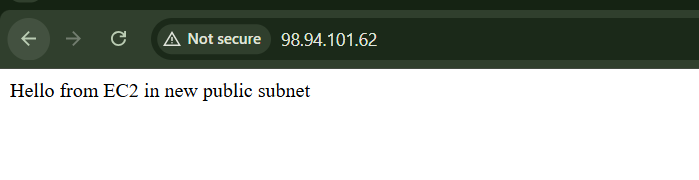 Not secure 98.94.101.62
Hello from EC2 in new public subnet